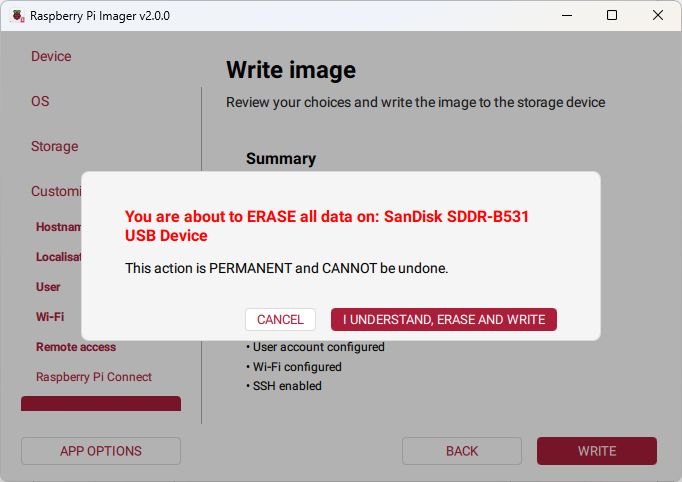 Raspberry Pi Imager v2.0.0
Device
OS
Storage
Customi
Hostnam
Localisat
User
Wi-Fi
Remote access
Raspberry Pi Connect
APP OPTIONS
Write image
Review your choices and write the image to the storage device
Summary
You are about to ERASE all data on: SanDisk SDDR-B531
USB Device
This action is PERMANENT and CANNOT be undone.
CANCEL
I UNDERSTAND, ERASE AND WRITE
• User account configured
• Wi-Fi configured
• SSH enabled
BACK
WRITE